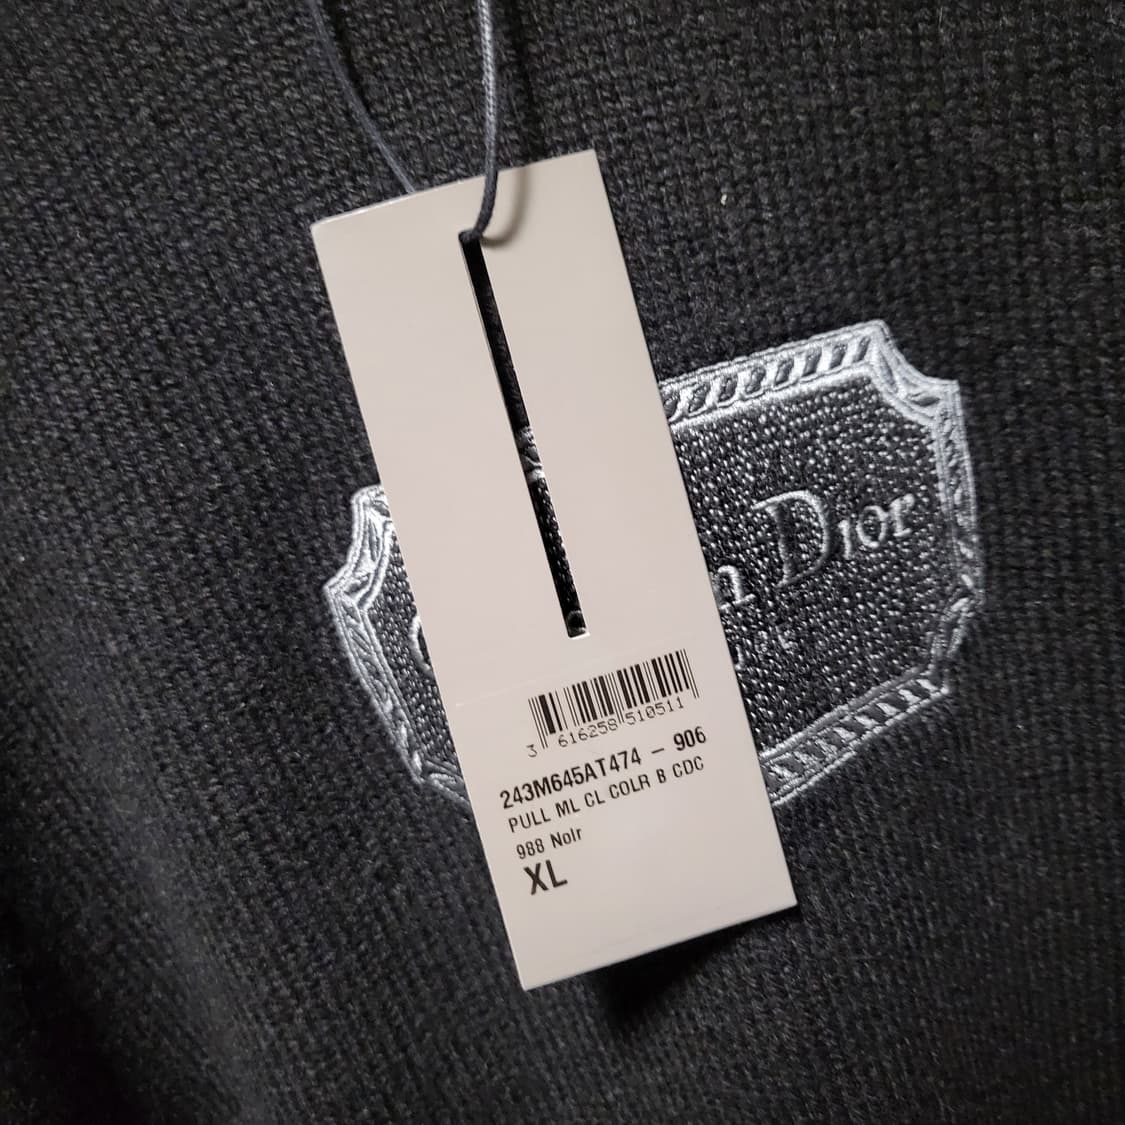 n Dior
3 616258 510511
243M645AT474 - 906
PULL ML CL COLR B CDC
988 Noir
XL